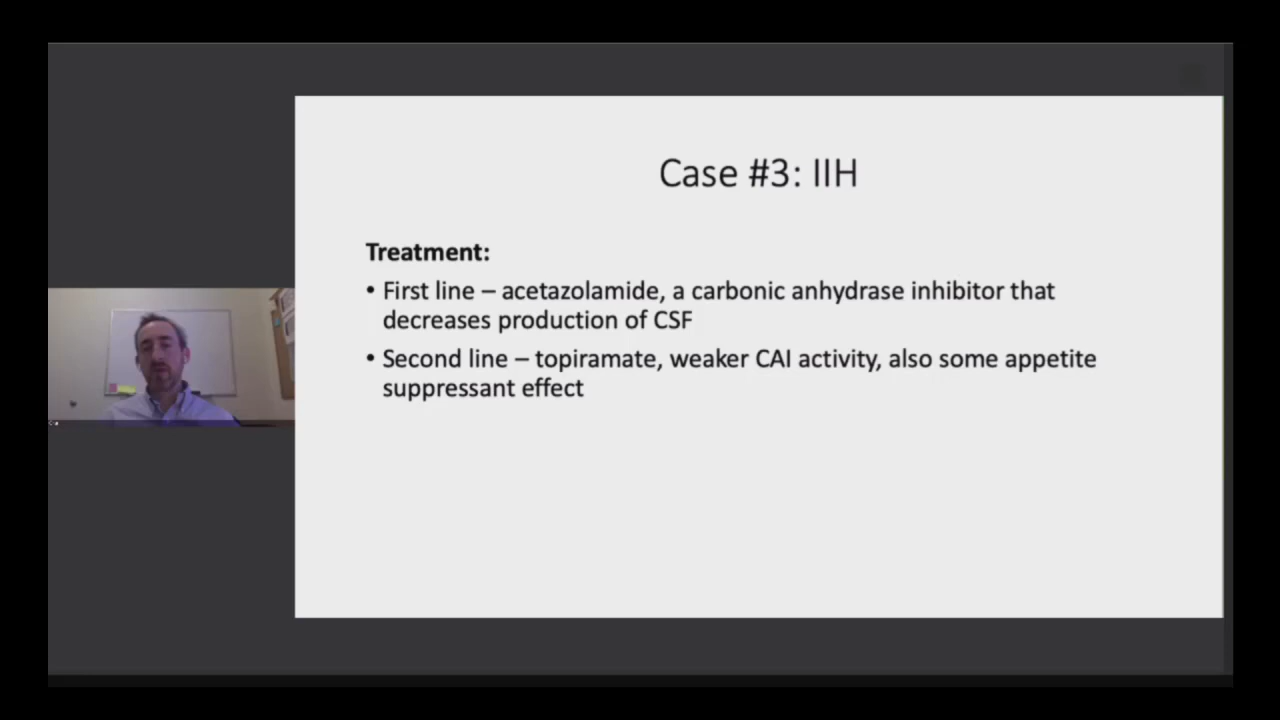 Case #3: IIH
Treatment:
• First line – acetazolamide, a carbonic anhydrase inhibitor that
decreases production of CSF
• Second line – topiramate, weaker CAI activity, also some appetite
suppressant effect